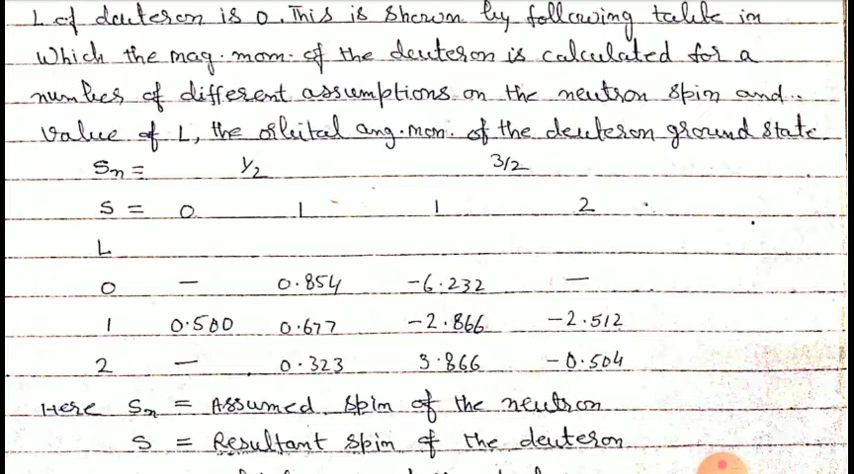 L of deuteron is 0. This is shown by following table in
which the mag. mom. of the deuteron is calculated for a
number of different assumptions on the neutron spin and
value of L, the orbital ang. mom. of the deuteron ground state.
Sn = 1/2 3/2
S = 0 1 1 2
L
0 — 0.854 -6.232 —
1 0.500 0.677 -2.866 -2.512
2 — 0.323 3.866 -0.504
Here Sn = Assumed spin of the neutron
S = Resultant spin of the deuteron